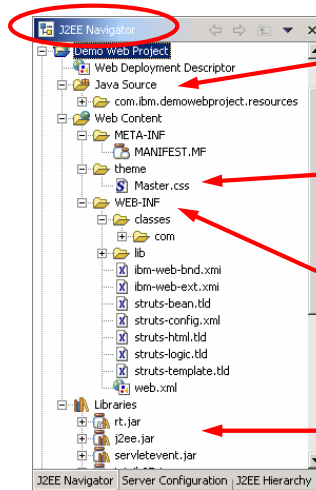 J2EE Navigator
Demo Web Project
Web Deployment Descriptor
Java Source
com.ibm.demowebproject.resources
Web Content
META-INF
MANIFEST.MF
theme
Master.css
WEB-INF
classes
com
lib
ibm-web-bnd.xmi
ibm-web-ext.xmi
struts-bean.tld
struts-config.xml
struts-html.tld
struts-logic.tld
struts-template.tld
web.xml
Libraries
rt.jar
j2ee.jar
servletevent.jar
J2EE Navigator Server Configuration J2EE Hierarchy